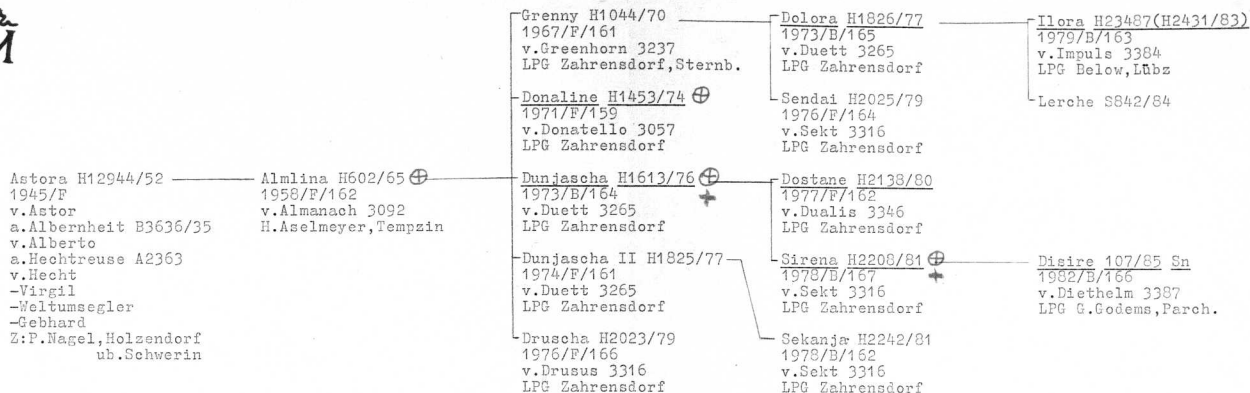 Astora H12944/52
1945/F
v.Astor
a.Albernheit B3636/35
v.Alberto
a.Hechtreuse A2363
v.Hecht
-Virgil
-Weltumsegler
-Gebhard
Z:P.Nagel,Holzendorf
ub.Schwerin
Almlina H602/65
1958/F/162
v.Almanach 3092
H.Aselmeyer,Tempzin
Grenny H1044/70
1967/F/161
v.Greenhorn 3237
LPG Zahrensdorf,Sternb.
Donaline H1453/74
1971/F/159
v.Donatello 3057
LPG Zahrensdorf
Dunjascha H1613/76
1973/B/164
v.Duett 3265
LPG Zahrensdorf
Dunjascha II H1825/77
1974/F/161
v.Duett 3265
LPG Zahrensdorf
Druscha H2023/79
1976/F/166
v.Drusus 3316
LPG Zahrensdorf
Dolora H1826/77
1973/B/165
v.Duett 3265
LPG Zahrensdorf
Sendai H2025/79
1976/F/164
v.Sekt 3316
LPG Zahrensdorf
Dostane H2138/80
1977/F/162
v.Dualis 3346
LPG Zahrensdorf
Sirena H2208/81
1978/B/167
v.Sekt 3316
LPG Zahrensdorf
Sekanja H2242/81
1978/B/162
v.Sekt 3316
LPG Zahrensdorf
Ilora H23487(H2431/83)
1979/B/163
v.Impuls 3384
LPG Below,Lübz
Lerche S842/84
Disire 107/85 Sn
1982/B/166
v.Diethelm 3387
LPG G.Godems,Parch.